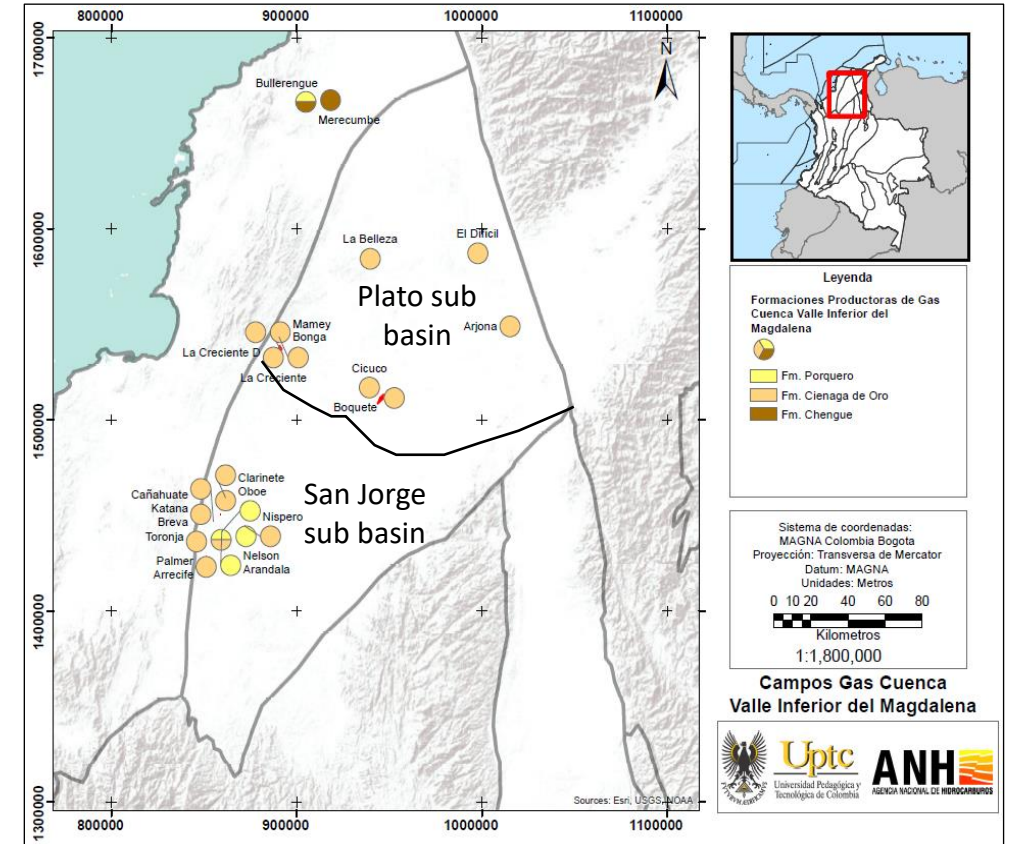 800000
900000
1000000
1100000
1700000
1600000
1500000
1400000
1300000
N
Bullerengue
Merecumbe
La Belleza
El Dificil
Plato sub
basin
Arjona
Mamey
Bonga
La Creciente D
La Creciente
Cicuco
Boquete
San Jorge
sub basin
Clarinete
Oboe
Cañahuate
Katana
Breva
Toronja
Nispero
Palmer
Arrecife
Nelson
Arandala
Sources: Esri, USGS, NOAA
800000
900000
1000000
1100000
Leyenda
Formaciones Productoras de Gas
Cuenca Valle Inferior del
Magdalena
Fm. Porquero
Fm. Cienaga de Oro
Fm. Chengue
Sistema de coordenadas:
MAGNA Colombia Bogota
Proyección: Transversa de Mercator
Datum: MAGNA
Unidades: Metros
0 10 20 40 60 80
Kilometros
1:1,800,000
Campos Gas Cuenca
Valle Inferior del Magdalena
Uptc
Universidad Pedagógica y
Tecnológica de Colombia
ANH
AGENCIA NACIONAL DE HIDROCARBUROS